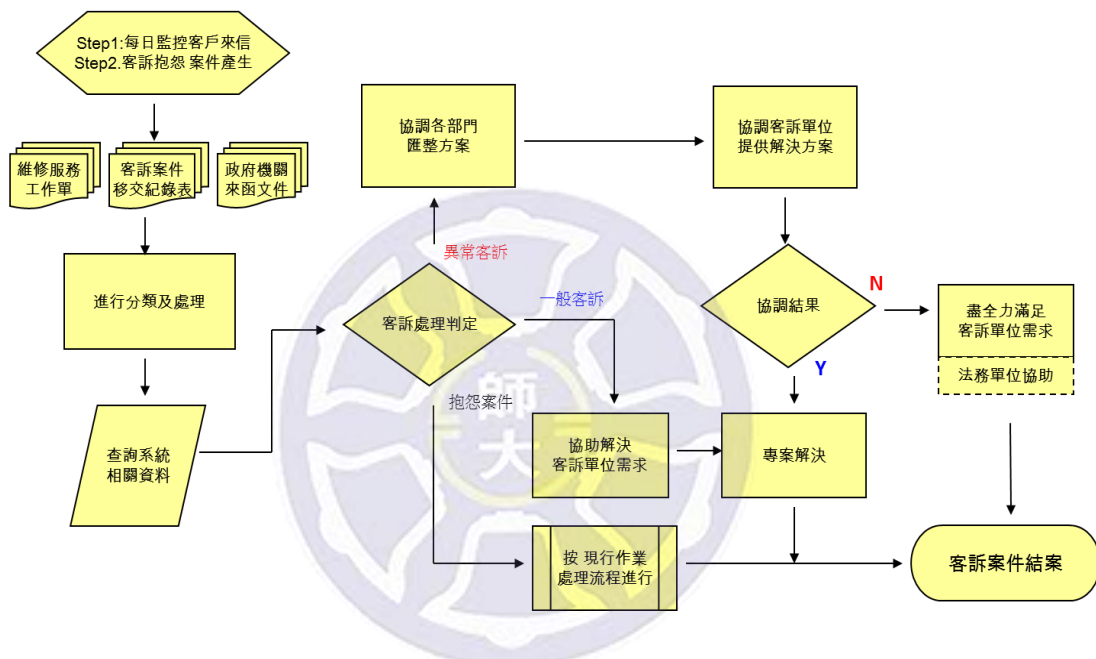 Step1:每日監控客戶來信
Step2.客訴抱怨 案件產生
維修服務
工作單
客訴案件
移交紀錄表
政府機關
來函文件
進行分類及處理
查詢系統
相關資料
客訴處理判定
異常客訴
一般客訴
抱怨案件
協調各部門
匯整方案
協調客訴單位
提供解決方案
協調結果
N
Y
盡全力滿足
客訴單位需求
法務單位協助
協助解決
客訴單位需求
專案解決
按 現行作業
處理流程進行
客訴案件結案
師
大